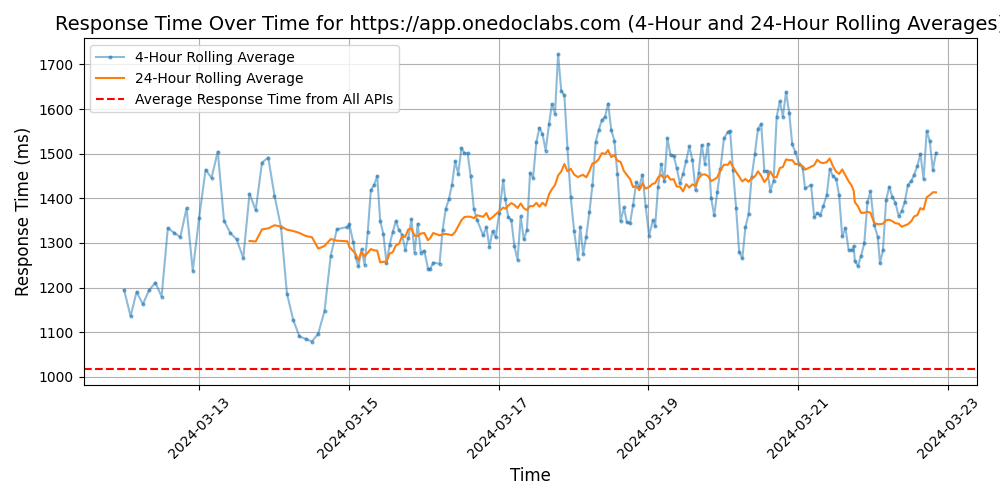 Response Time Over Time for https://app.onedoclabs.com (4-Hour and 24-Hour Rolling Averages)
4-Hour Rolling Average
24-Hour Rolling Average
Average Response Time from All APIs
Response Time (ms)
1700
1600
1500
1400
1300
1200
1100
1000
2024-03-13
2024-03-15
2024-03-17
2024-03-19
2024-03-21
2024-03-23
Time